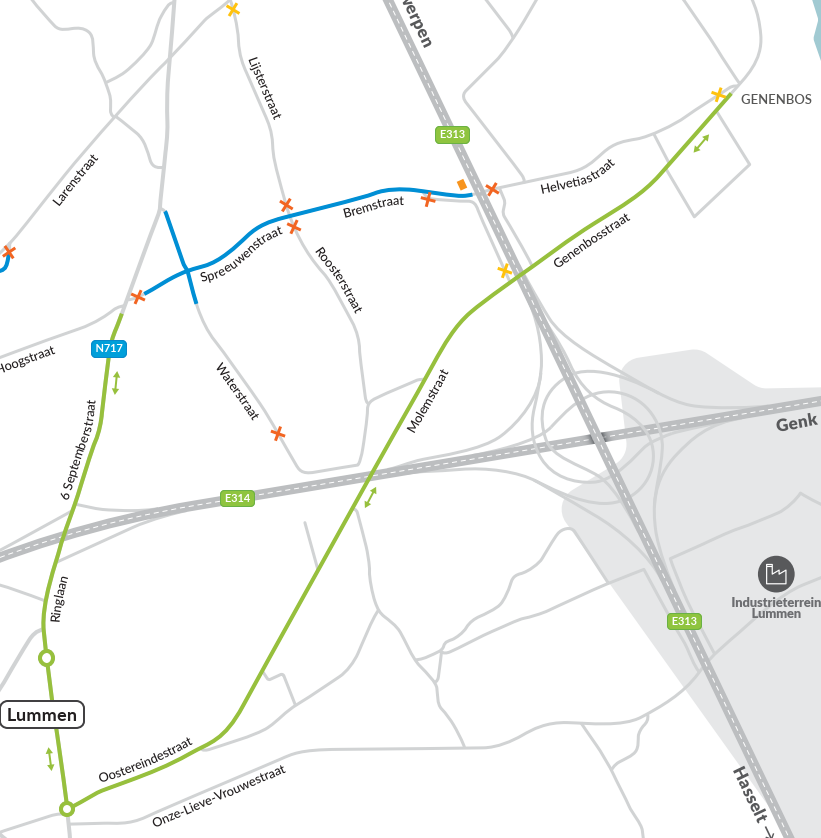 werpen
Lijsterstraat
GENENBOS
E313
Larenstraat
Helvetiastraat
Bremstraat
Genenbosstraat
Spreeuwenstraat
Roosterstraat
N717
Hoogstraat
Waterstraat
Molemstraat
6 Septemberstraat
Genk
E314
Ringlaan
Industrieterrein
Lummen
E313
Lummen
Oostereindestraat
Onze-Lieve-Vrouwestraat
Hasselt →